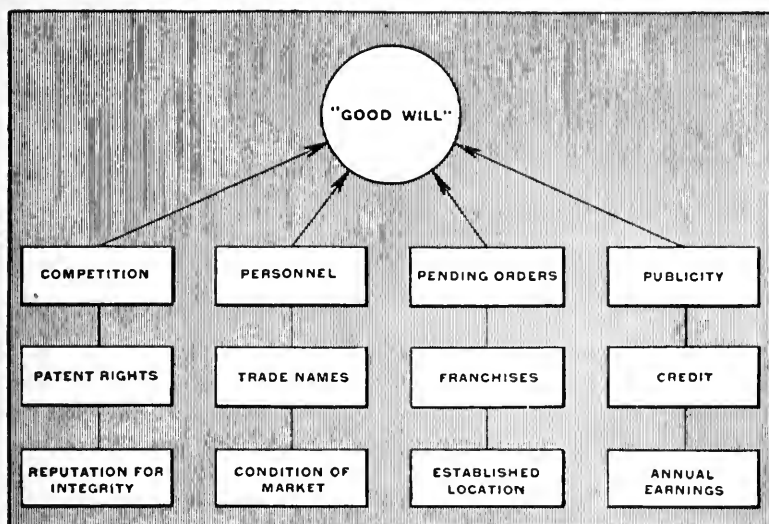 "GOOD WILL"
COMPETITION
PERSONNEL
PENDING ORDERS
PUBLICITY
PATENT RIGHTS
TRADE NAMES
FRANCHISES
CREDIT
REPUTATION FOR
INTEGRITY
CONDITION OF
MARKET
ESTABLISHED
LOCATION
ANNUAL
EARNINGS